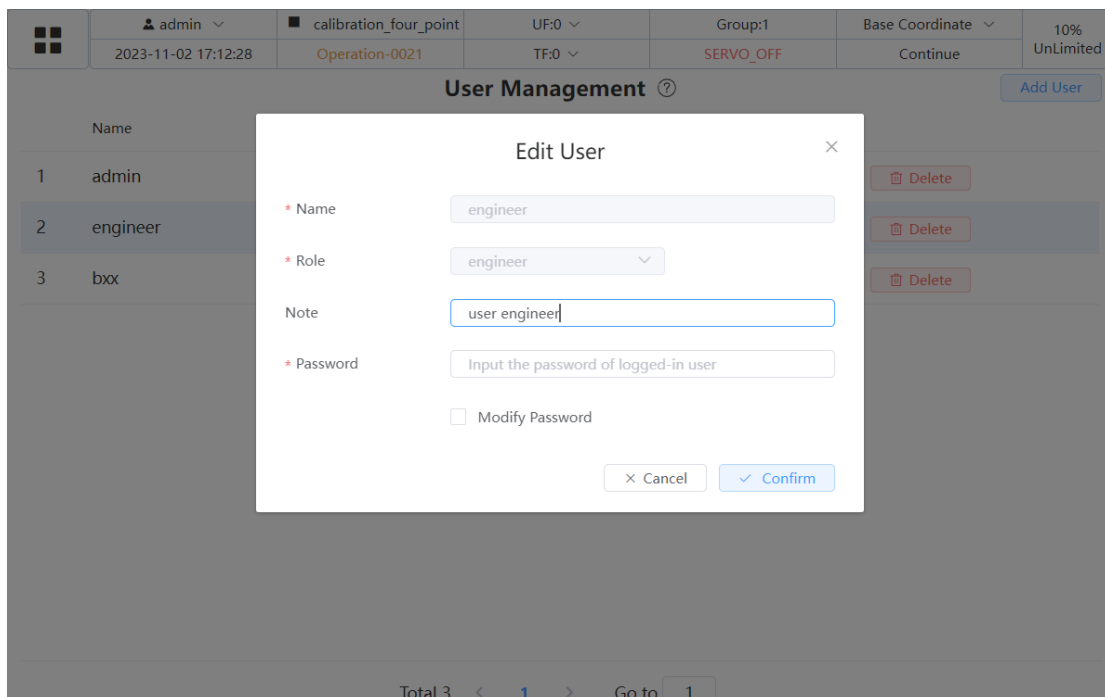 admin calibration_four_point UF:0 Group:1 Base Coordinate 10%
2023-11-02 17:12:28 Operation-0021 TF:0 SERVO_OFF Continue UnLimited
User Management ? Add User
Name
Edit User
1 admin Delete
* Name engineer
2 engineer Delete
* Role engineer
3 bxx Delete
Note user engineer
* Password Input the password of logged-in user
Modify Password
Cancel Confirm
Total 3 < 1 > Go to 1